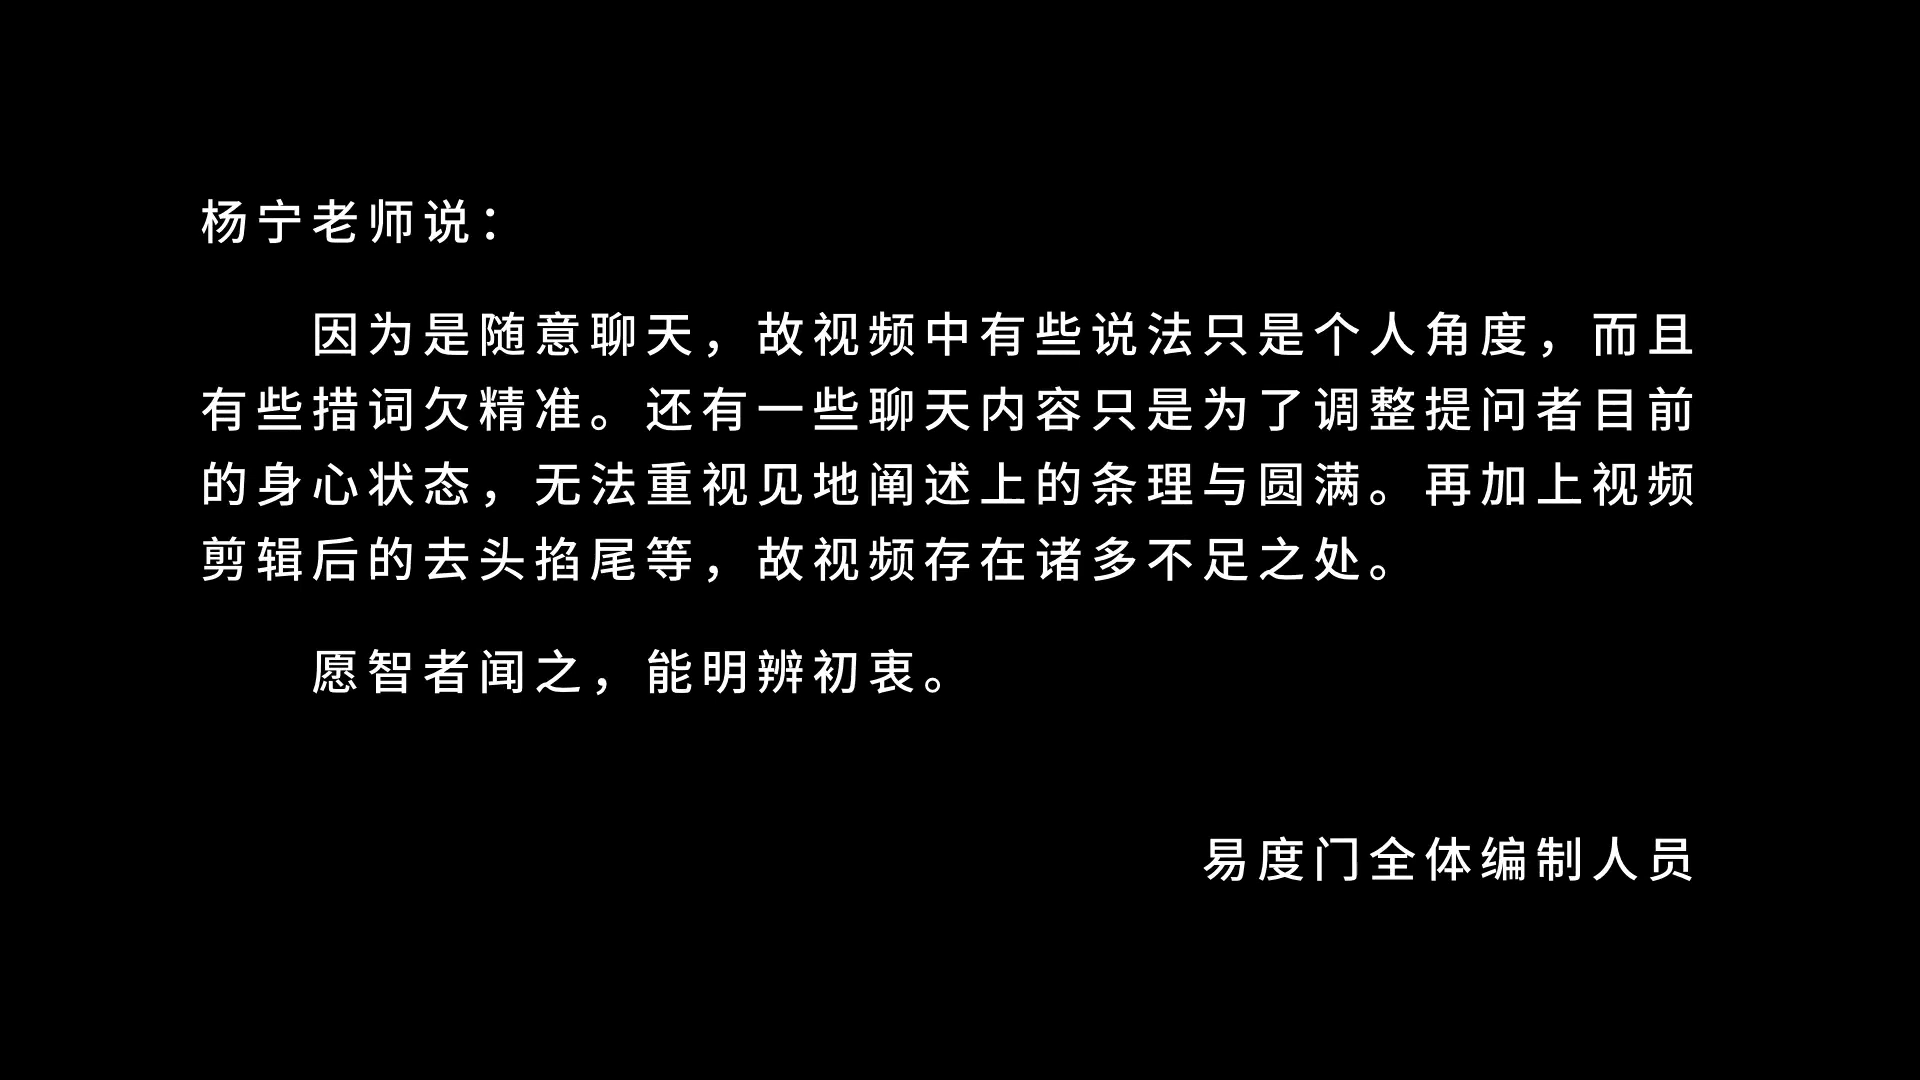 杨宁老师说：
因为是随意聊天，故视频中有些说法只是个人角度，而且
有些措词欠精准。还有一些聊天内容只是为了调整提问者目前
的身心状态，无法重视见地阐述上的条理与圆满。再加上视频
剪辑后的去头掐尾等，故视频存在诸多不足之处。
愿智者闻之，能明辨初衷。
易度门全体编制人员